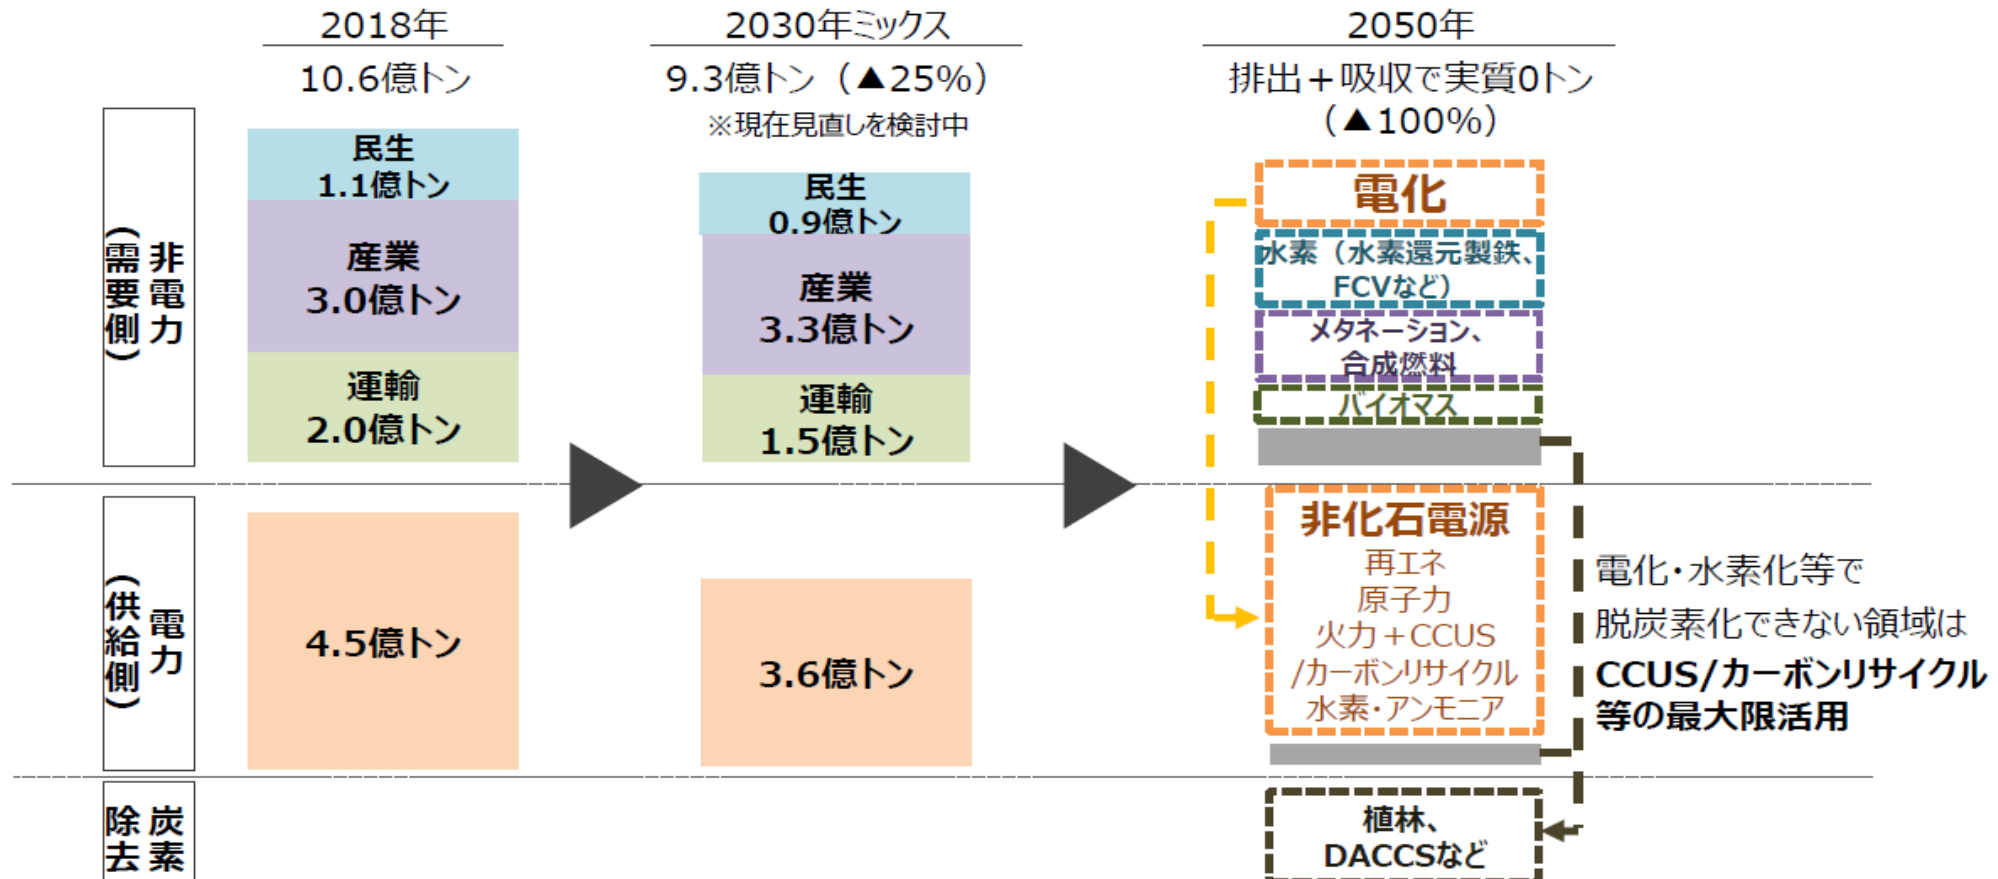 2018年
10.6億トン
2030年ミックス
9.3億トン（▲25%）
※現在見直しを検討中
2050年
排出＋吸収で実質0トン
（▲100%）
非電力
（需要側）
民生
1.1億トン
産業
3.0億トン
運輸
2.0億トン
民生
0.9億トン
産業
3.3億トン
運輸
1.5億トン
電化
水素（水素還元製鉄、
FCVなど）
メタネーション、
合成燃料
バイオマス
電力
（供給側）
4.5億トン
3.6億トン
非化石電源
再エネ
原子力
火力＋CCUS
/カーボンリサイクル
水素・アンモニア
電化・水素化等で
脱炭素化できない領域は
CCUS/カーボンリサイクル
等の最大限活用
炭素
除去
植林、
DACCSなど